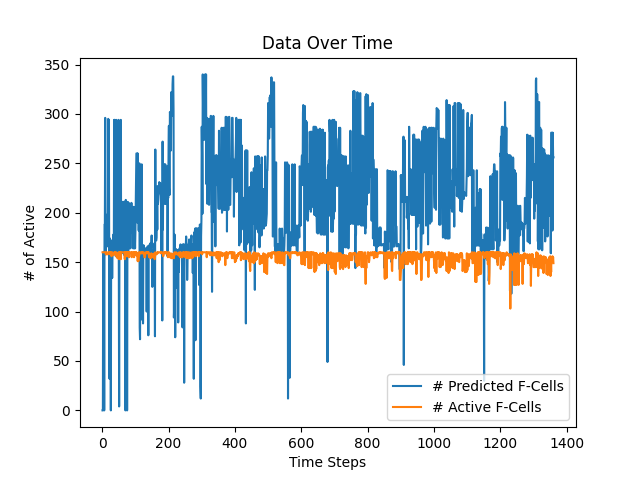 Data Over Time
# of Active
350
300
250
200
150
100
50
0
0 200 400 600 800 1000 1200 1400
Time Steps
# Predicted F-Cells
# Active F-Cells